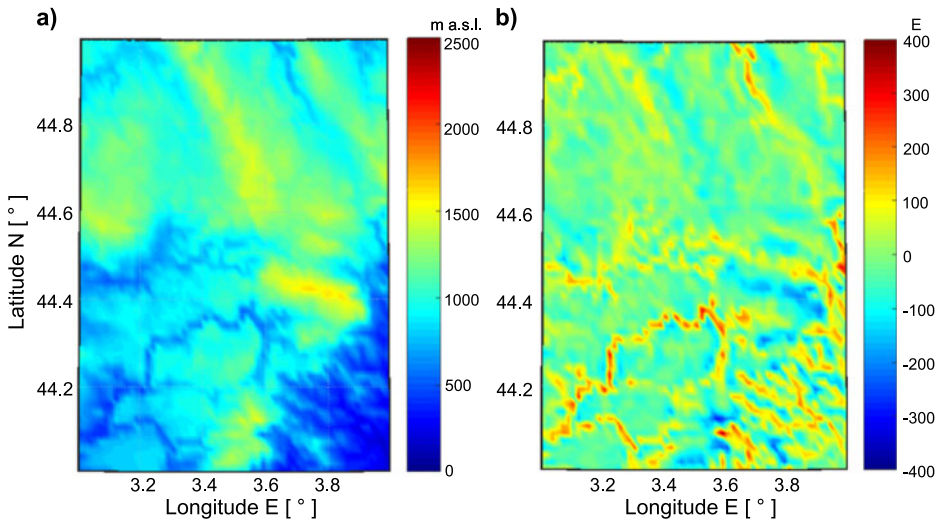 a)
m a.s.l.
2500
2000
1500
1000
500
0
44.8
44.6
44.4
44.2
Latitude N [ ° ]
3.2 3.4 3.6 3.8
Longitude E [ ° ]
b)
E
400
300
200
100
0
-100
-200
-300
-400
44.8
44.6
44.4
44.2
3.2 3.4 3.6 3.8
Longitude E [ ° ]